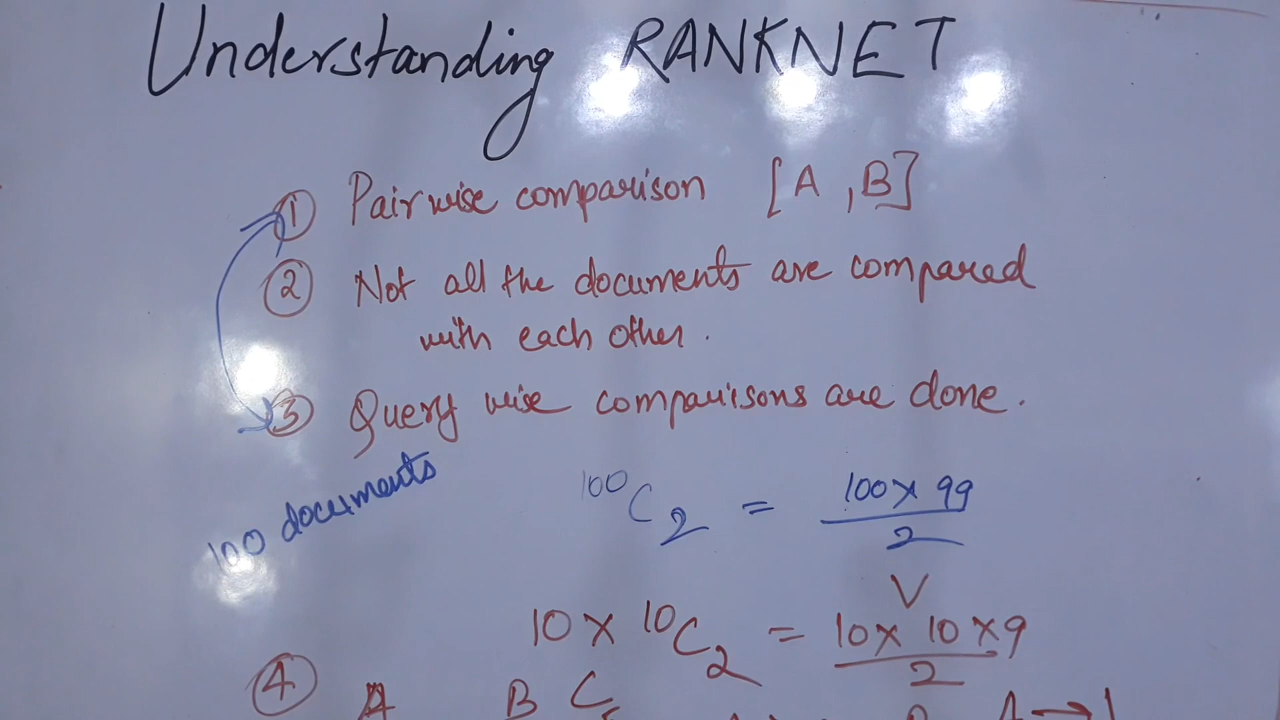 Understanding RANKNET
① Pairwise comparison [A , B]
② Not all the documents are compared
with each other.
③ Query wise comparisons are done.
100 documents
¹⁰⁰C₂ = 100 x 99 / 2
V
10 x ¹⁰C₂ = 10 x 10 x 9 / 2
④ A B C A → 1